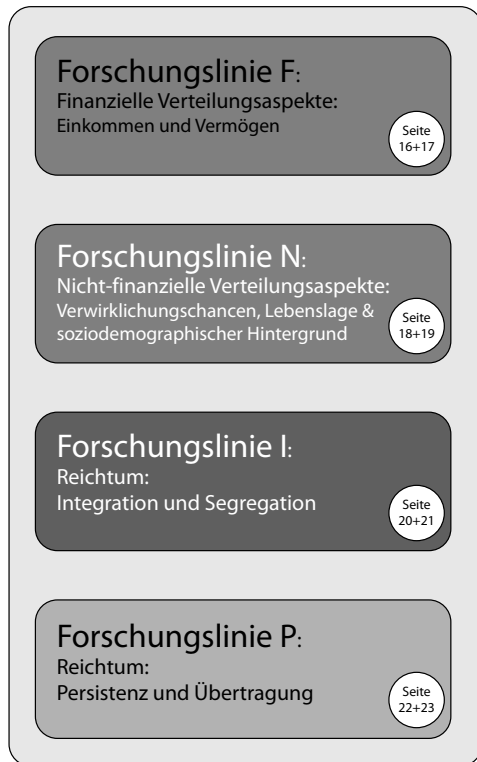 Forschungslinie F:
Finanzielle Verteilungsaspekte:
Einkommen und Vermögen
Seite
16+17
Forschungslinie N:
Nicht-finanzielle Verteilungsaspekte:
Verwirklichungschancen, Lebenslage &
soziodemographischer Hintergrund
Seite
18+19
Forschungslinie I:
Reichtum:
Integration und Segregation
Seite
20+21
Forschungslinie P:
Reichtum:
Persistenz und Übertragung
Seite
22+23